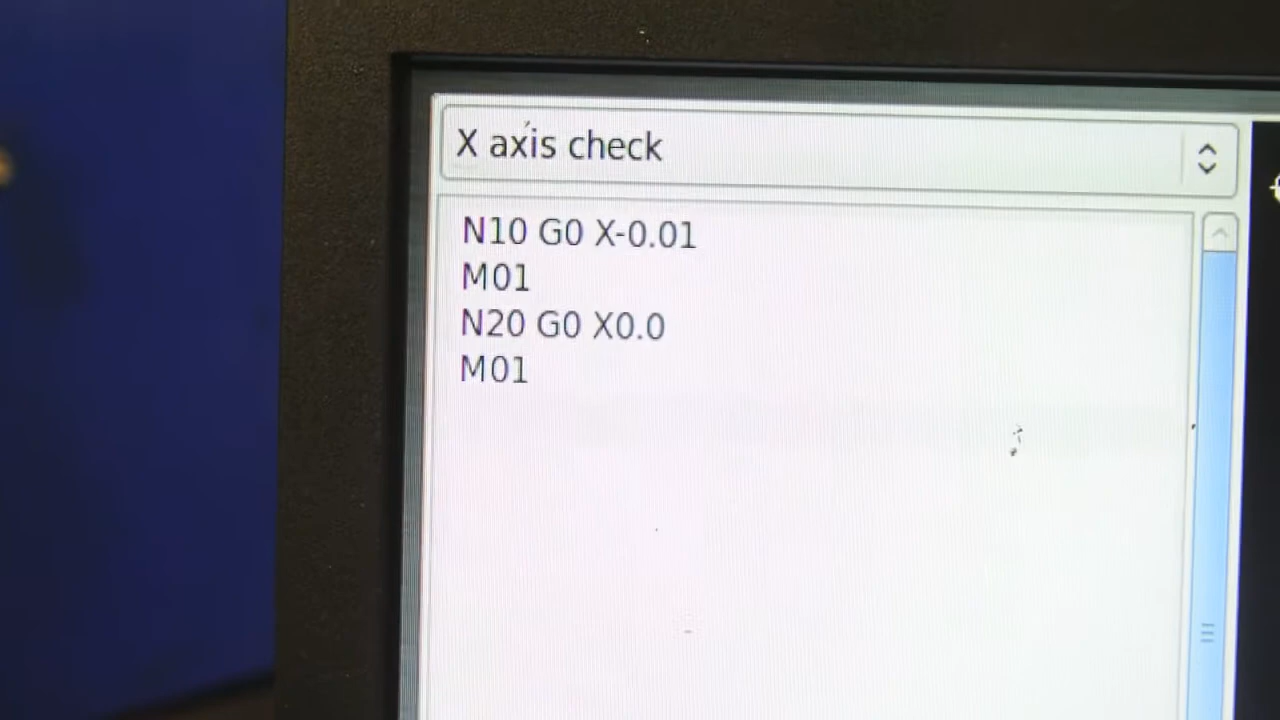 X axis check
N10 G0 X-0.01
M01
N20 G0 X0.0
M01